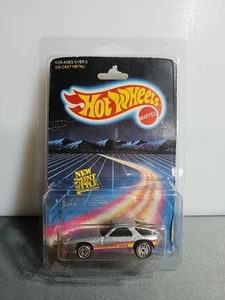 FOR AGES OVER 3
DIE CAST METAL!
Hot Wheels
MATTEL
NEW
PAINT
STYLE